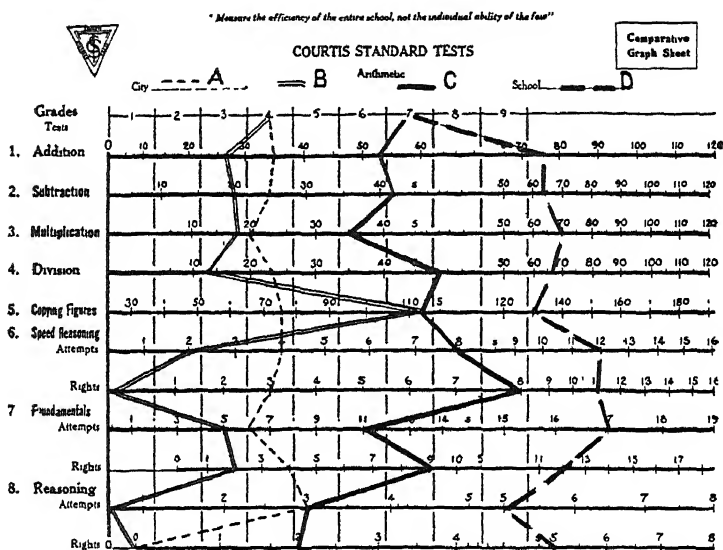 " Measure the efficiency of the entire school, not the individual ability of the few"
COURTIS STANDARD TESTS
Comparative
Graph Sheet
City A B Arithmetic C School D
Grades 1 2 3 4 5 6 7 8 9
Tests
1. Addition 0 10 20 30 40 50 60 70 80 90 100 110 120
2. Subtraction 10 30 40 50 60 70 80 90 100 110 120
3. Multiplication 10 20 30 40 50 60 70 80 90 100 110 120
4. Division 10 20 30 40 50 60 70 80 90 100 110 120
5. Copying Figures 30 50 70 90 110 120 140 160 180
6. Speed Reasoning
Attempts 1 2 3 4 5 6 7 8 9 10 11 12 13 14 15 16
Rights 1 2 3 4 5 6 7 8 9 10 11 12 13 14 15 16
7 Fundamentals
Attempts 1 3 5 7 9 11 13 14 15 17 18 19
Rights 0 1 3 5 7 9 10 11 13 15 17
8. Reasoning
Attempts 1 2 3 4 5 6 7 8
Rights 0 0 2 3 4 5 6 7 8